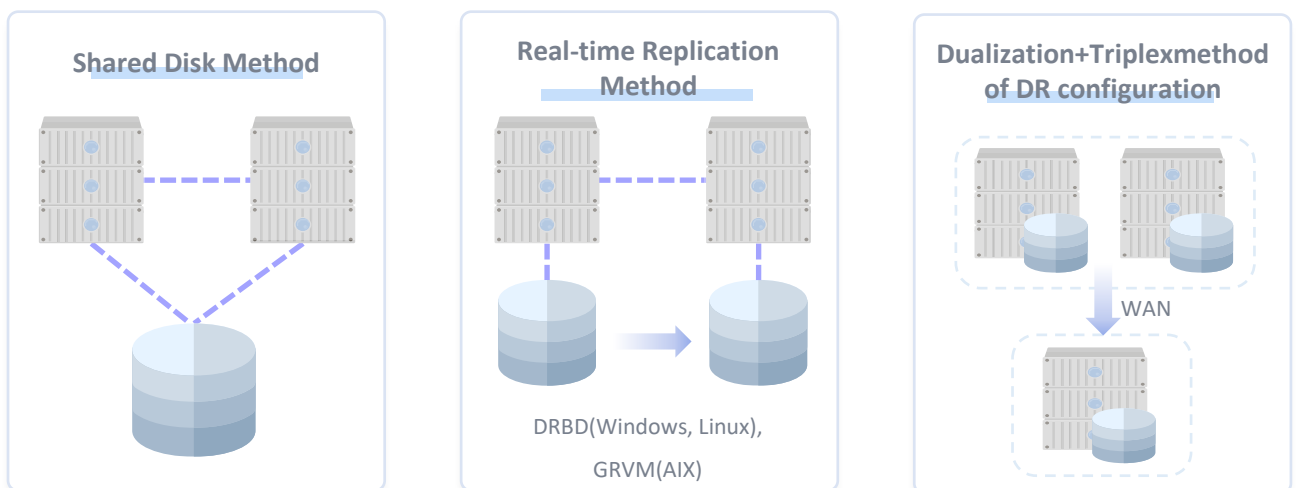 Shared Disk Method
Real-time Replication
Method
DRBD(Windows, Linux),
GRVM(AIX)
Dualization+Triplexmethod
of DR configuration
WAN